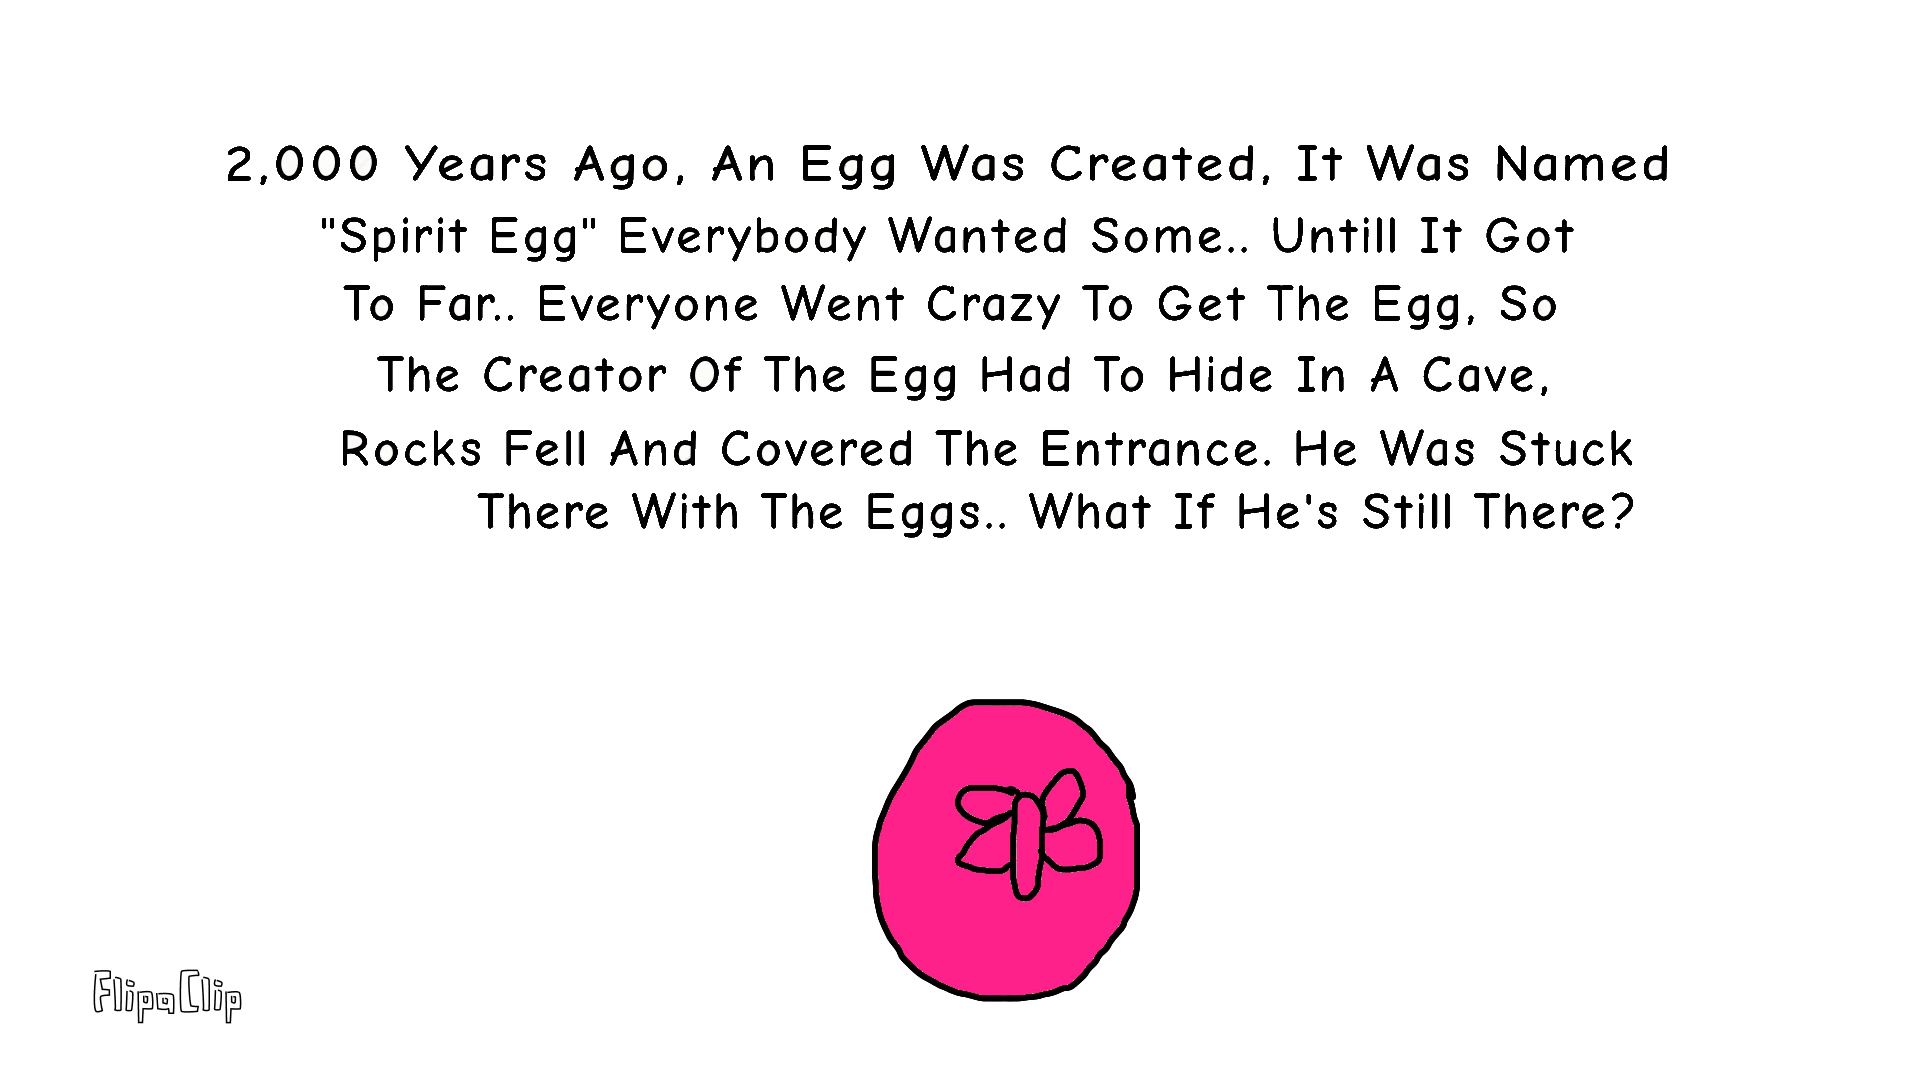 2,000 Years Ago, An Egg Was Created, It Was Named
"Spirit Egg" Everybody Wanted Some.. Untill It Got
To Far.. Everyone Went Crazy To Get The Egg, So
The Creator Of The Egg Had To Hide In A Cave,
Rocks Fell And Covered The Entrance. He Was Stuck
There With The Eggs.. What If He's Still There?
FlipaClip